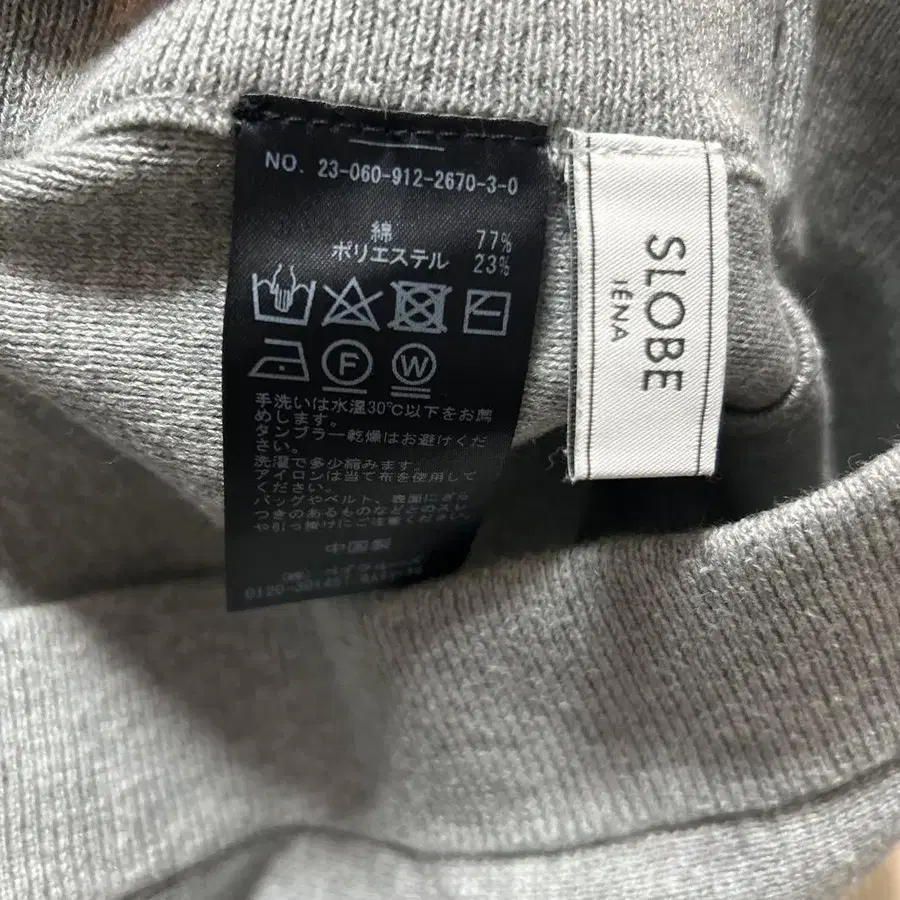 NO. 23-060-912-2670-3-0
綿 77%
ポリエステル 23%
F W
手洗いは水温30℃以下をお薦
めします。
タンブラー乾燥はお避けくだ
さい。
洗濯で多少縮みます。
アイロンは当て布を使用して
ください。
バッグやベルト、表面にざら
つきのあるものなどとのスレ
や引っ掛けにご注意ください。
中国製
SLOBE
IÉNA